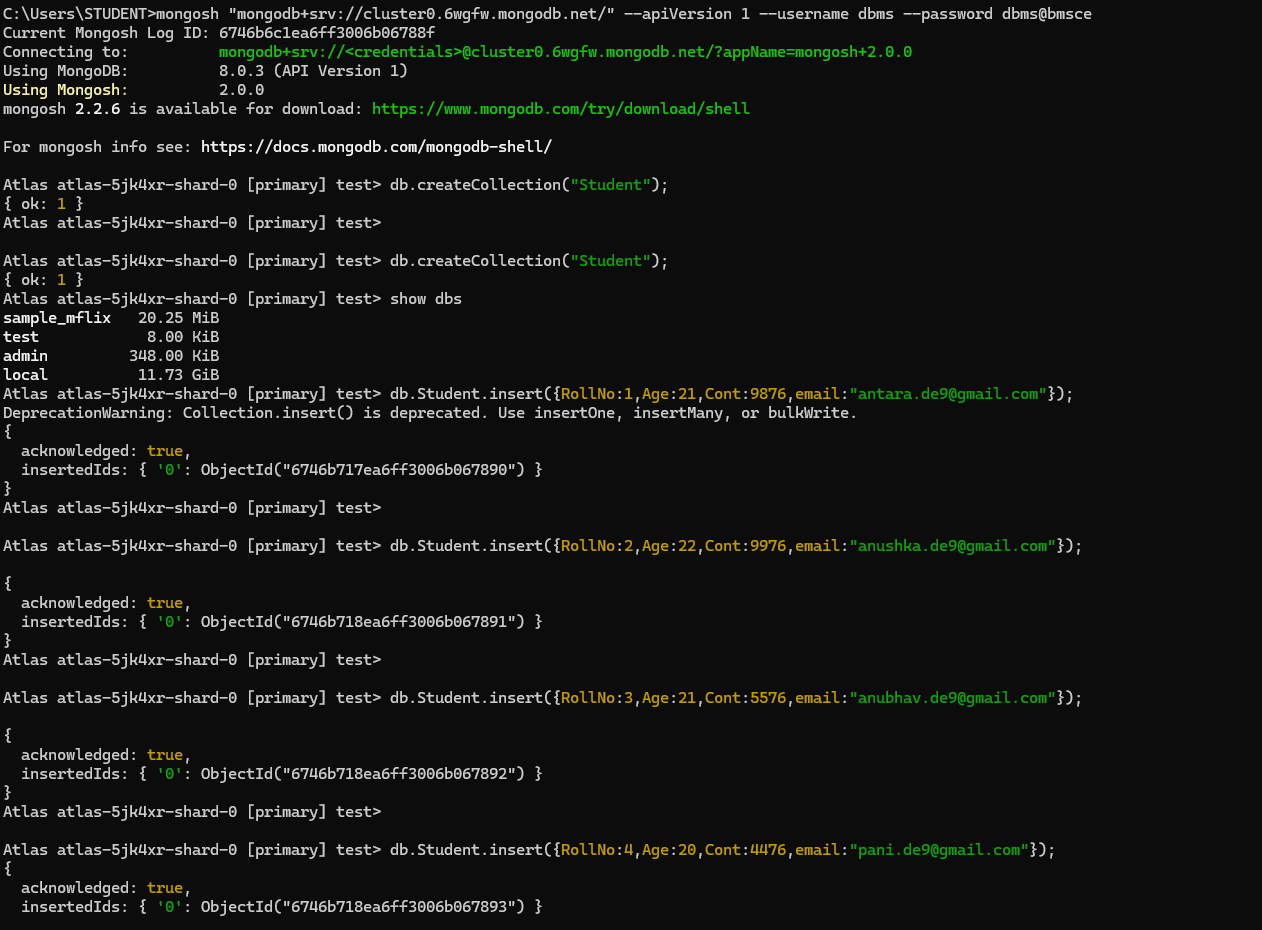 C:\Users\STUDENT>mongosh "mongodb+srv://cluster0.6wgfw.mongodb.net/" --apiVersion 1 --username dbms --password dbms@bmsce
Current Mongosh Log ID: 6746b6c1ea6ff3006b06788f
Connecting to:          mongodb+srv://<credentials>@cluster0.6wgfw.mongodb.net/?appName=mongosh+2.0.0
Using MongoDB:          8.0.3 (API Version 1)
Using Mongosh:          2.0.0
mongosh 2.2.6 is available for download: https://www.mongodb.com/try/download/shell
For mongosh info see: https://docs.mongodb.com/mongodb-shell/
Atlas atlas-5jk4xr-shard-0 [primary] test> db.createCollection("Student");
{ ok: 1 }
Atlas atlas-5jk4xr-shard-0 [primary] test>
Atlas atlas-5jk4xr-shard-0 [primary] test> db.createCollection("Student");
{ ok: 1 }
Atlas atlas-5jk4xr-shard-0 [primary] test> show dbs
sample_mflix   20.25 MiB
test            8.00 KiB
admin         348.00 KiB
local          11.73 GiB
Atlas atlas-5jk4xr-shard-0 [primary] test> db.Student.insert({RollNo:1,Age:21,Cont:9876,email:"antara.de9@gmail.com"});
DeprecationWarning: Collection.insert() is deprecated. Use insertOne, insertMany, or bulkWrite.
{
  acknowledged: true,
  insertedIds: { '0': ObjectId("6746b717ea6ff3006b067890") }
}
Atlas atlas-5jk4xr-shard-0 [primary] test>
Atlas atlas-5jk4xr-shard-0 [primary] test> db.Student.insert({RollNo:2,Age:22,Cont:9976,email:"anushka.de9@gmail.com"});
{
  acknowledged: true,
  insertedIds: { '0': ObjectId("6746b718ea6ff3006b067891") }
}
Atlas atlas-5jk4xr-shard-0 [primary] test>
Atlas atlas-5jk4xr-shard-0 [primary] test> db.Student.insert({RollNo:3,Age:21,Cont:5576,email:"anubhav.de9@gmail.com"});
{
  acknowledged: true,
  insertedIds: { '0': ObjectId("6746b718ea6ff3006b067892") }
}
Atlas atlas-5jk4xr-shard-0 [primary] test>
Atlas atlas-5jk4xr-shard-0 [primary] test> db.Student.insert({RollNo:4,Age:20,Cont:4476,email:"pani.de9@gmail.com"});
{
  acknowledged: true,
  insertedIds: { '0': ObjectId("6746b718ea6ff3006b067893") }